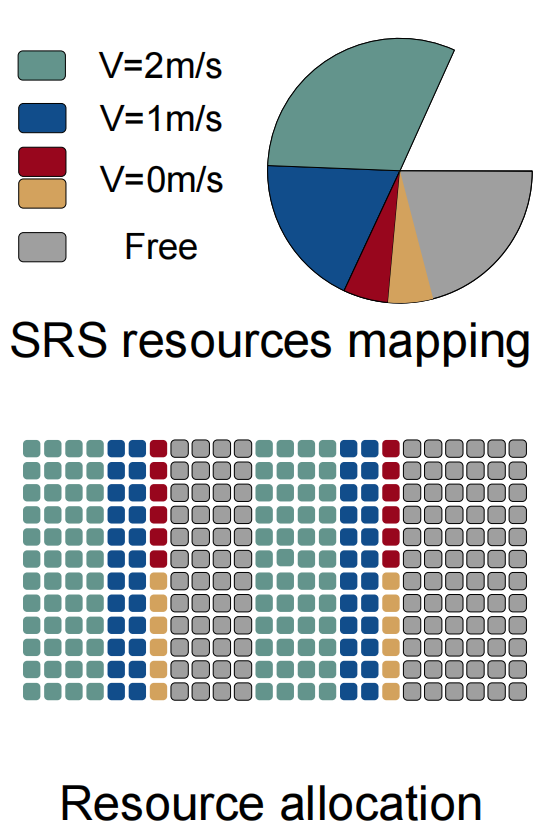 V=2m/s
V=1m/s
V=0m/s
Free
SRS resources mapping
Resource allocation